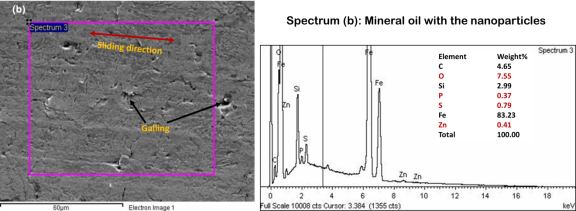 (b)
Spectrum 3
Sliding direction
Galling
60μm
Electron Image 1
Spectrum (b): Mineral oil with the nanoparticles
Spectrum 3
Element Weight%
C 4.65
O 7.55
Si 2.99
P 0.37
S 0.79
Fe 83.23
Zn 0.41
Total 100.00
O
Fe
Zn
Si
C
P
S
Fe
Fe
Zn
Zn
0 2 4 6 8 10 12 14 16 18
Full Scale 10008 cts Cursor: 3.384 (1355 cts)
keV